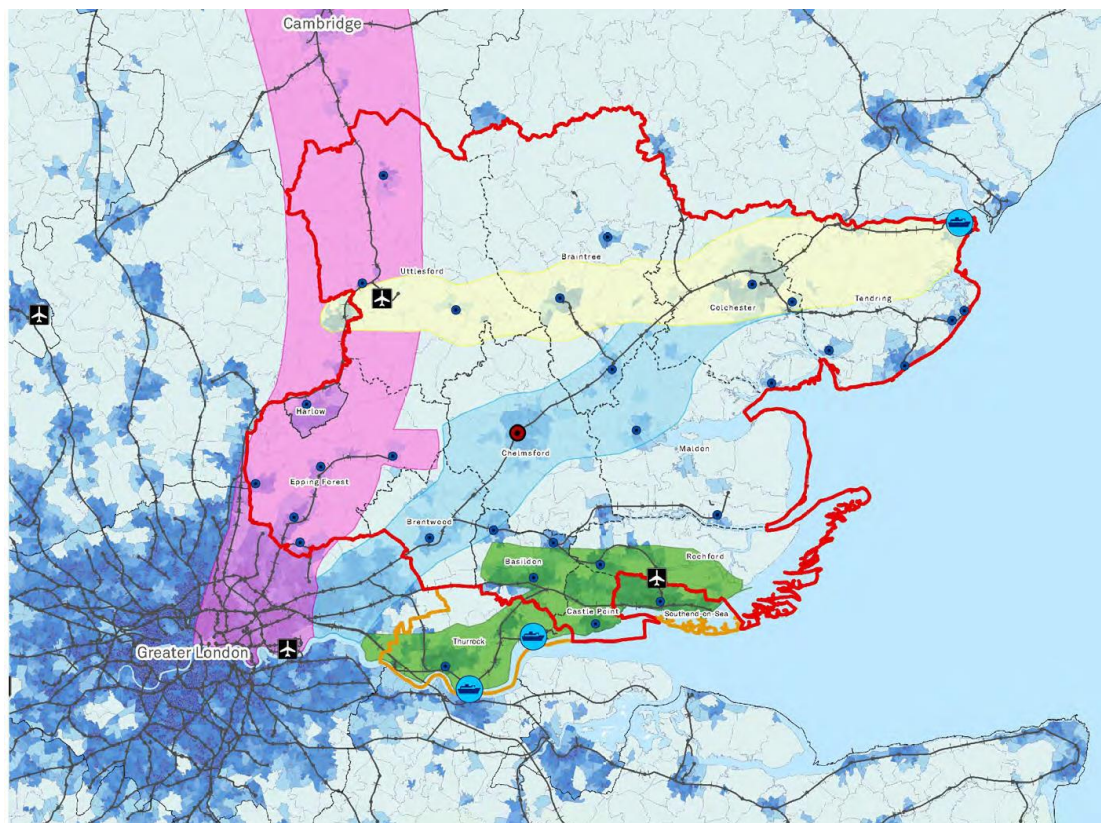 Cambridge
Uttlesford
Braintree
Colchester
Tendring
Harlow
Chelmsford
Maldon
Epping Forest
Brentwood
Basildon
Rochford
Castle Point
Southend-on-Sea
Thurrock
Greater London